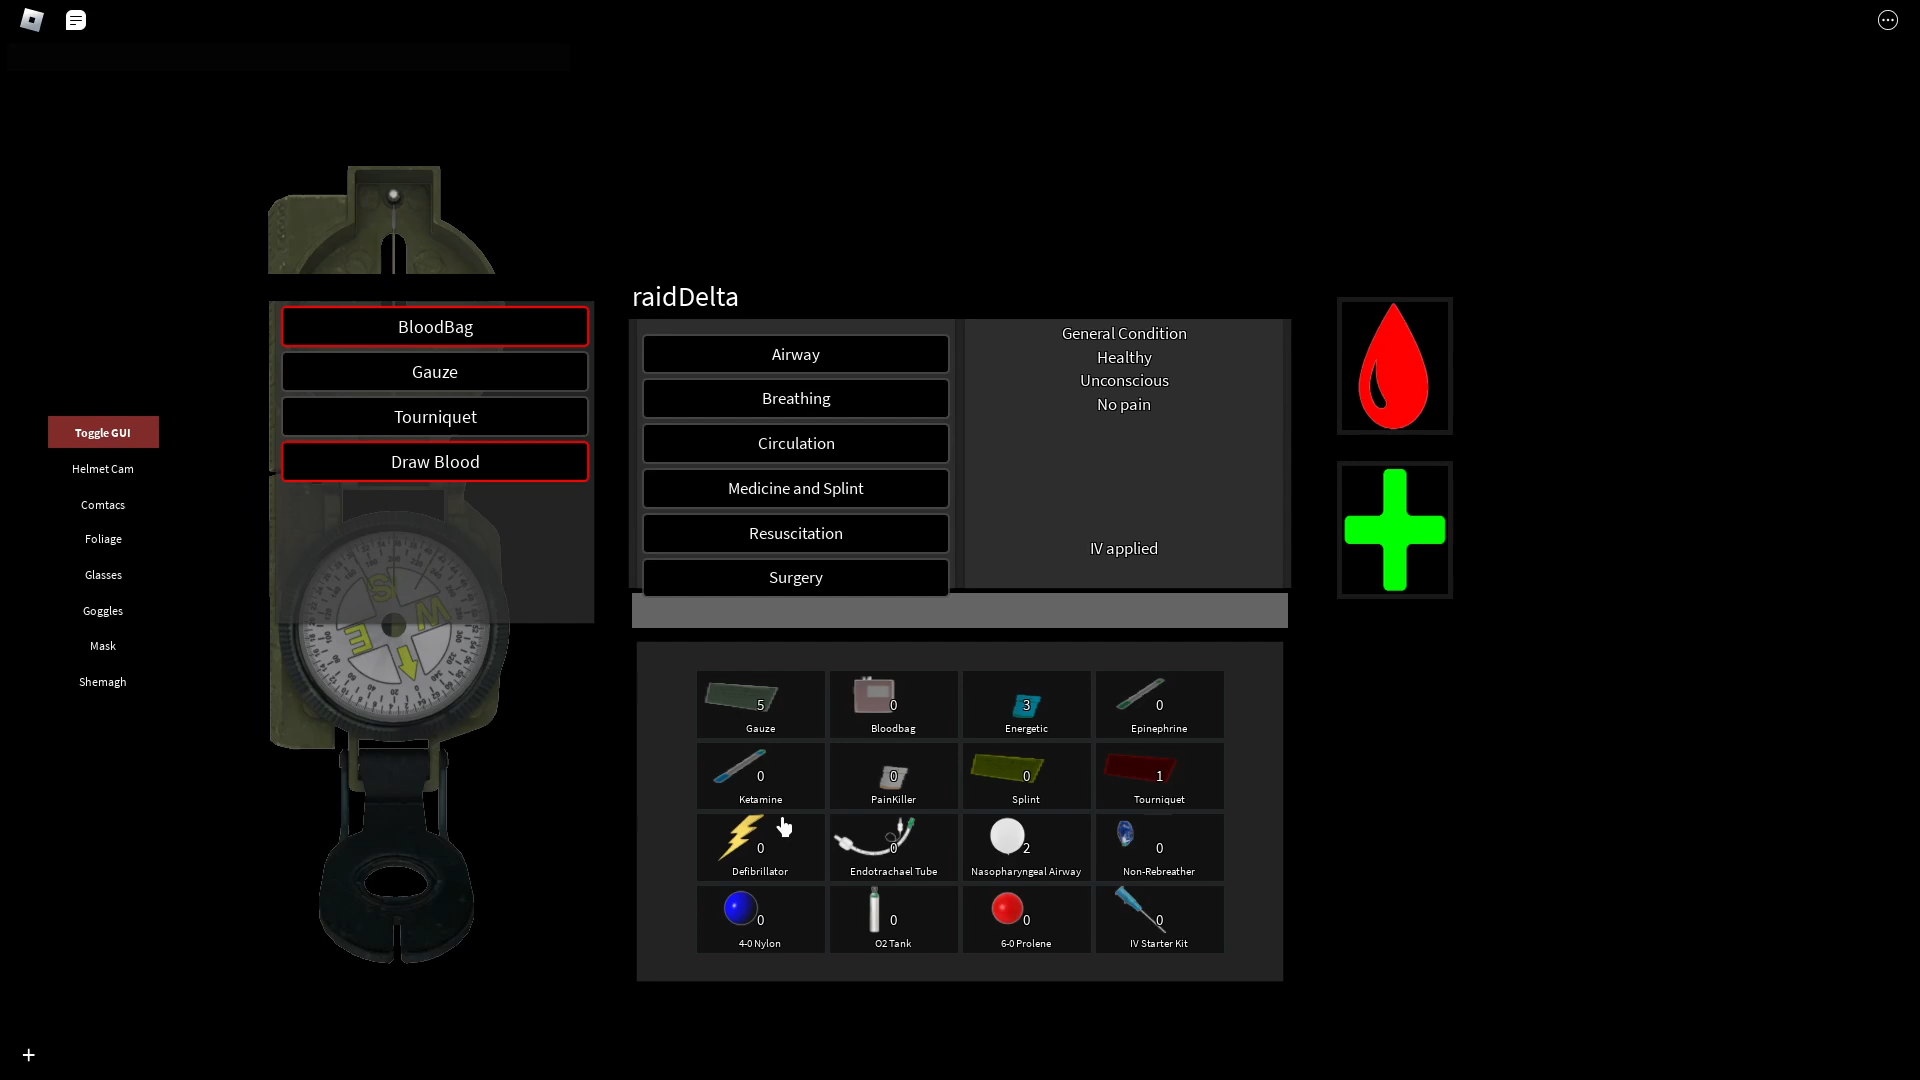 raidDelta
BloodBag
Gauze
Tourniquet
Draw Blood
Toggle GUI
Helmet Cam
Comtacs
Foliage
Glasses
Goggles
Mask
Shemagh
Airway
Breathing
Circulation
Medicine and Splint
Resuscitation
Surgery
General Condition
Healthy
Unconscious
No pain
IV applied
5
Gauze
0
Bloodbag
3
Energetic
0
Epinephrine
0
Ketamine
0
PainKiller
0
Splint
1
Tourniquet
0
Defibrillator
0
Endotrachael Tube
2
Nasopharyngeal Airway
0
Non-Rebreather
0
4-0 Nylon
0
O2 Tank
0
6-0 Prolene
0
IV Starter Kit
S
W
E